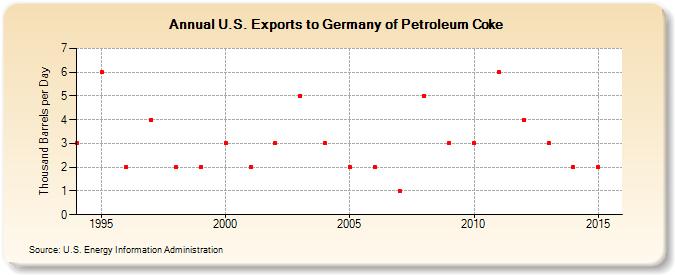 Annual U.S. Exports to Germany of Petroleum Coke
Thousand Barrels per Day
7
6
5
4
3
2
1
0
1995 2000 2005 2010 2015
Source: U.S. Energy Information Administration